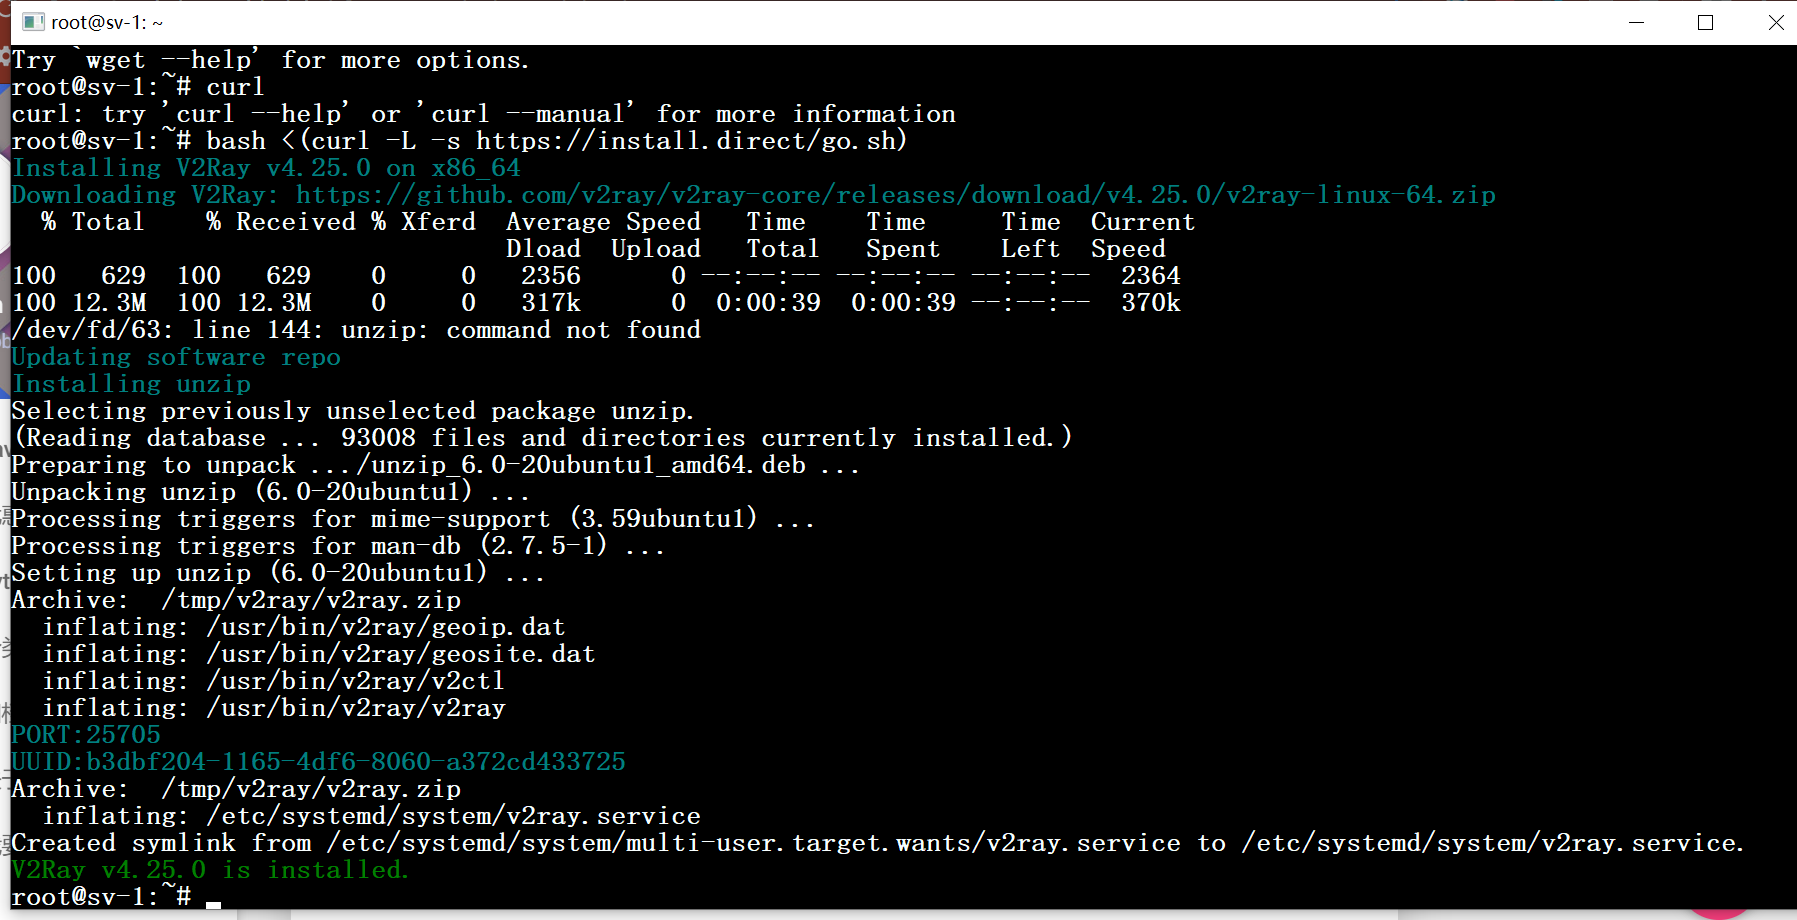 root@sv-1: ~
Try `wget --help' for more options.
root@sv-1:~# curl
curl: try 'curl --help' or 'curl --manual' for more information
root@sv-1:~# bash <(curl -L -s https://install.direct/go.sh)
Installing V2Ray v4.25.0 on x86_64
Downloading V2Ray: https://github.com/v2ray/v2ray-core/releases/download/v4.25.0/v2ray-linux-64.zip
  % Total    % Received % Xferd  Average Speed   Time    Time     Time  Current
                                 Dload  Upload   Total   Spent    Left  Speed
100   629  100   629    0     0   2356      0 --:--:-- --:--:-- --:--:--  2364
100 12.3M  100 12.3M    0     0   317k      0  0:00:39  0:00:39 --:--:--  370k
/dev/fd/63: line 144: unzip: command not found
Updating software repo
Installing unzip
Selecting previously unselected package unzip.
(Reading database ... 93008 files and directories currently installed.)
Preparing to unpack .../unzip_6.0-20ubuntu1_amd64.deb ...
Unpacking unzip (6.0-20ubuntu1) ...
Processing triggers for mime-support (3.59ubuntu1) ...
Processing triggers for man-db (2.7.5-1) ...
Setting up unzip (6.0-20ubuntu1) ...
Archive:  /tmp/v2ray/v2ray.zip
  inflating: /usr/bin/v2ray/geoip.dat
  inflating: /usr/bin/v2ray/geosite.dat
  inflating: /usr/bin/v2ray/v2ctl
  inflating: /usr/bin/v2ray/v2ray
PORT:25705
UUID:b3dbf204-1165-4df6-8060-a372cd433725
Archive:  /tmp/v2ray/v2ray.zip
  inflating: /etc/systemd/system/v2ray.service
Created symlink from /etc/systemd/system/multi-user.target.wants/v2ray.service to /etc/systemd/system/v2ray.service.
V2Ray v4.25.0 is installed.
root@sv-1:~#